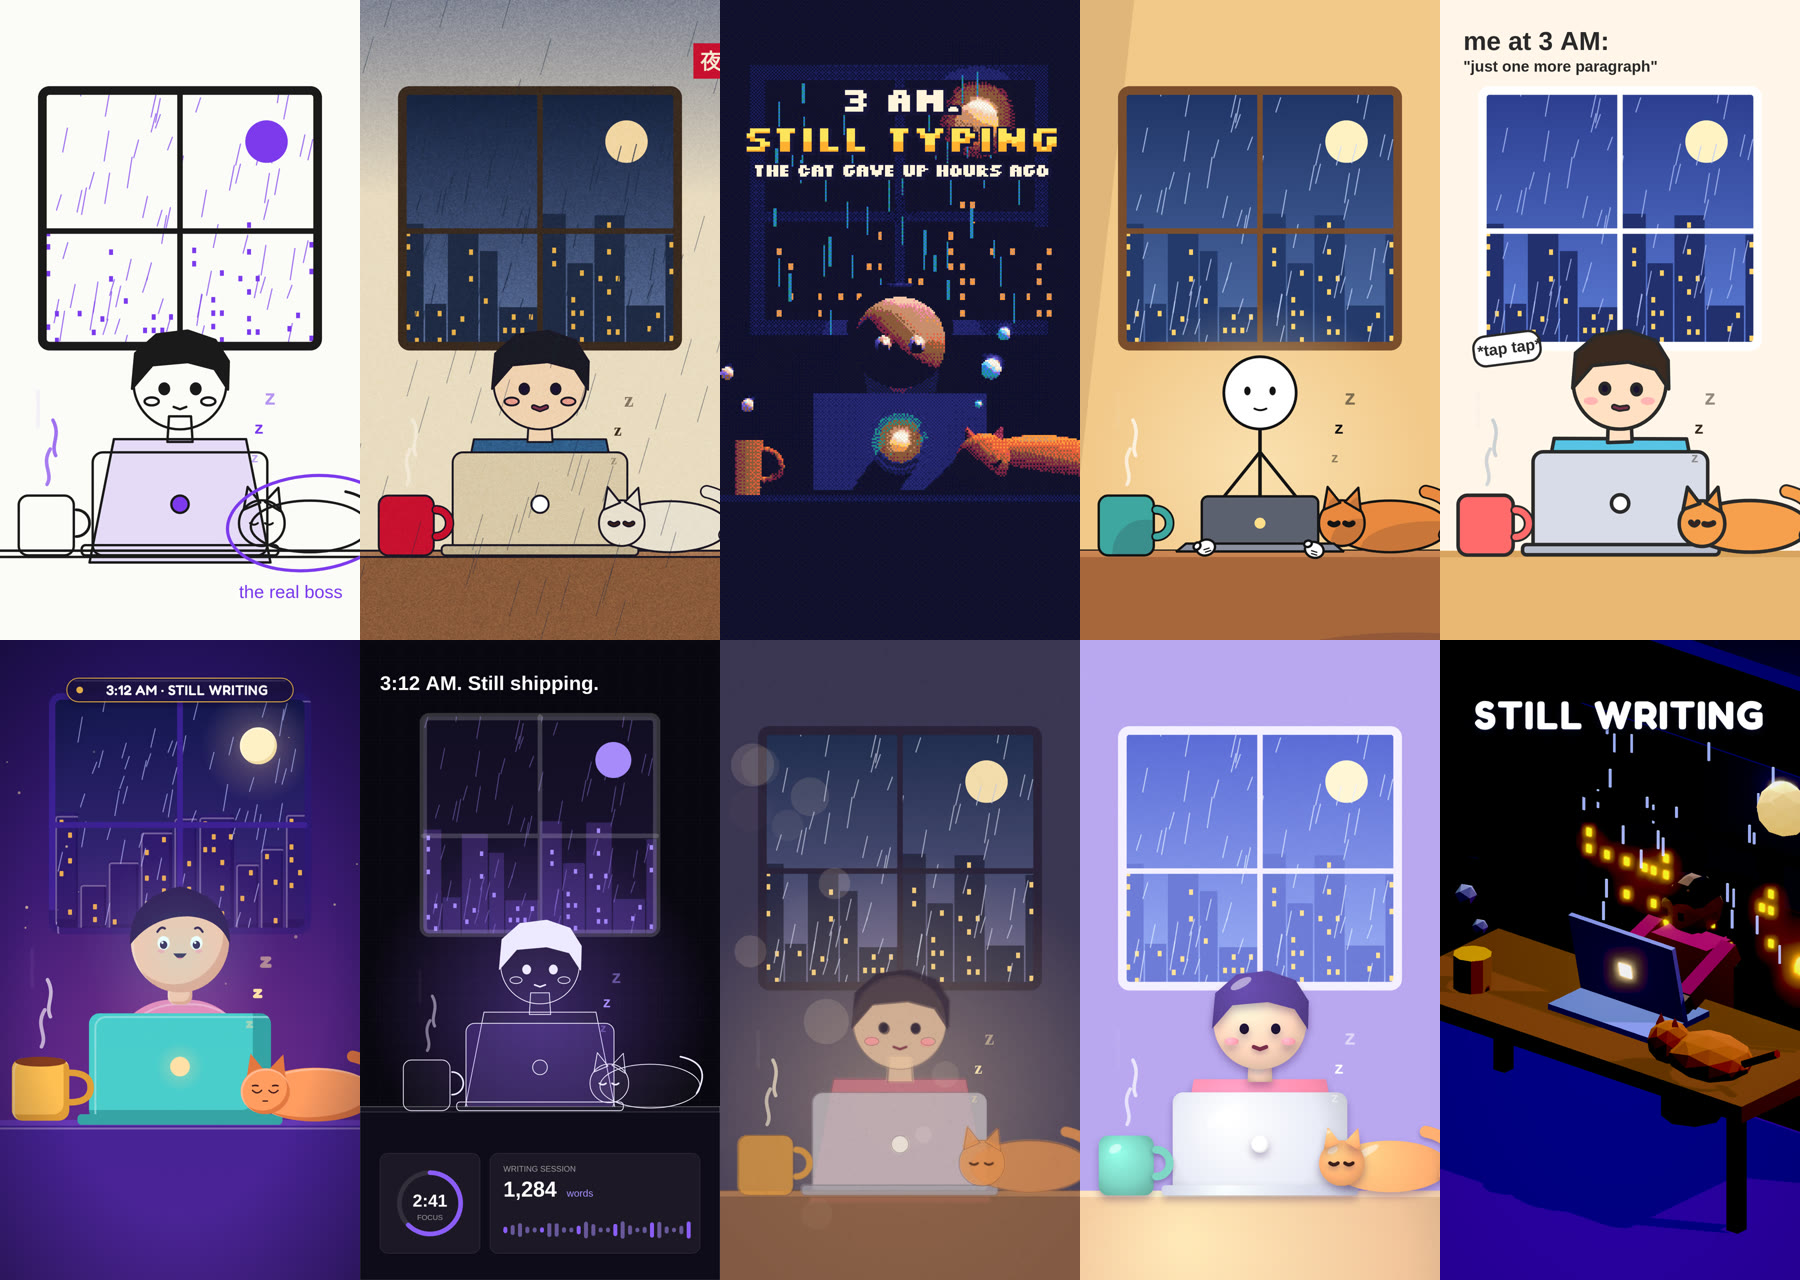 z
z
z
the real boss
夜
z
z
z
3 AM.
STILL TYPING
THE CAT GAVE UP HOURS AGO
z
z
z
me at 3 AM:
"just one more paragraph"
*tap tap*
z
z
z
3:12 AM · STILL WRITING
z
z
z
3:12 AM. Still shipping.
z
z
z
2:41
FOCUS
WRITING SESSION
1,284 words
z
z
z
z
z
z
STILL WRITING